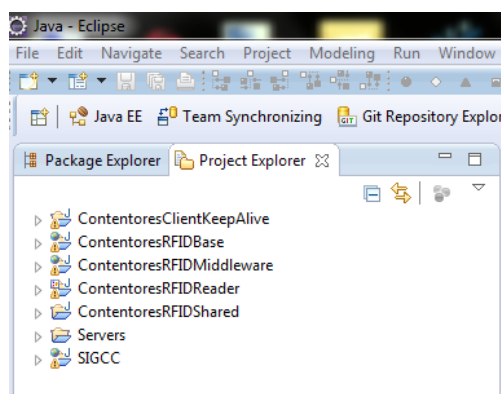 Java - Eclipse
File Edit Navigate Search Project Modeling Run Window
Java EE Team Synchronizing GIT Git Repository Explor
Package Explorer Project Explorer
ContentoresClientKeepAlive
ContentoresRFIDBase
ContentoresRFIDMiddleware
ContentoresRFIDReader
ContentoresRFIDShared
Servers
SIGCC